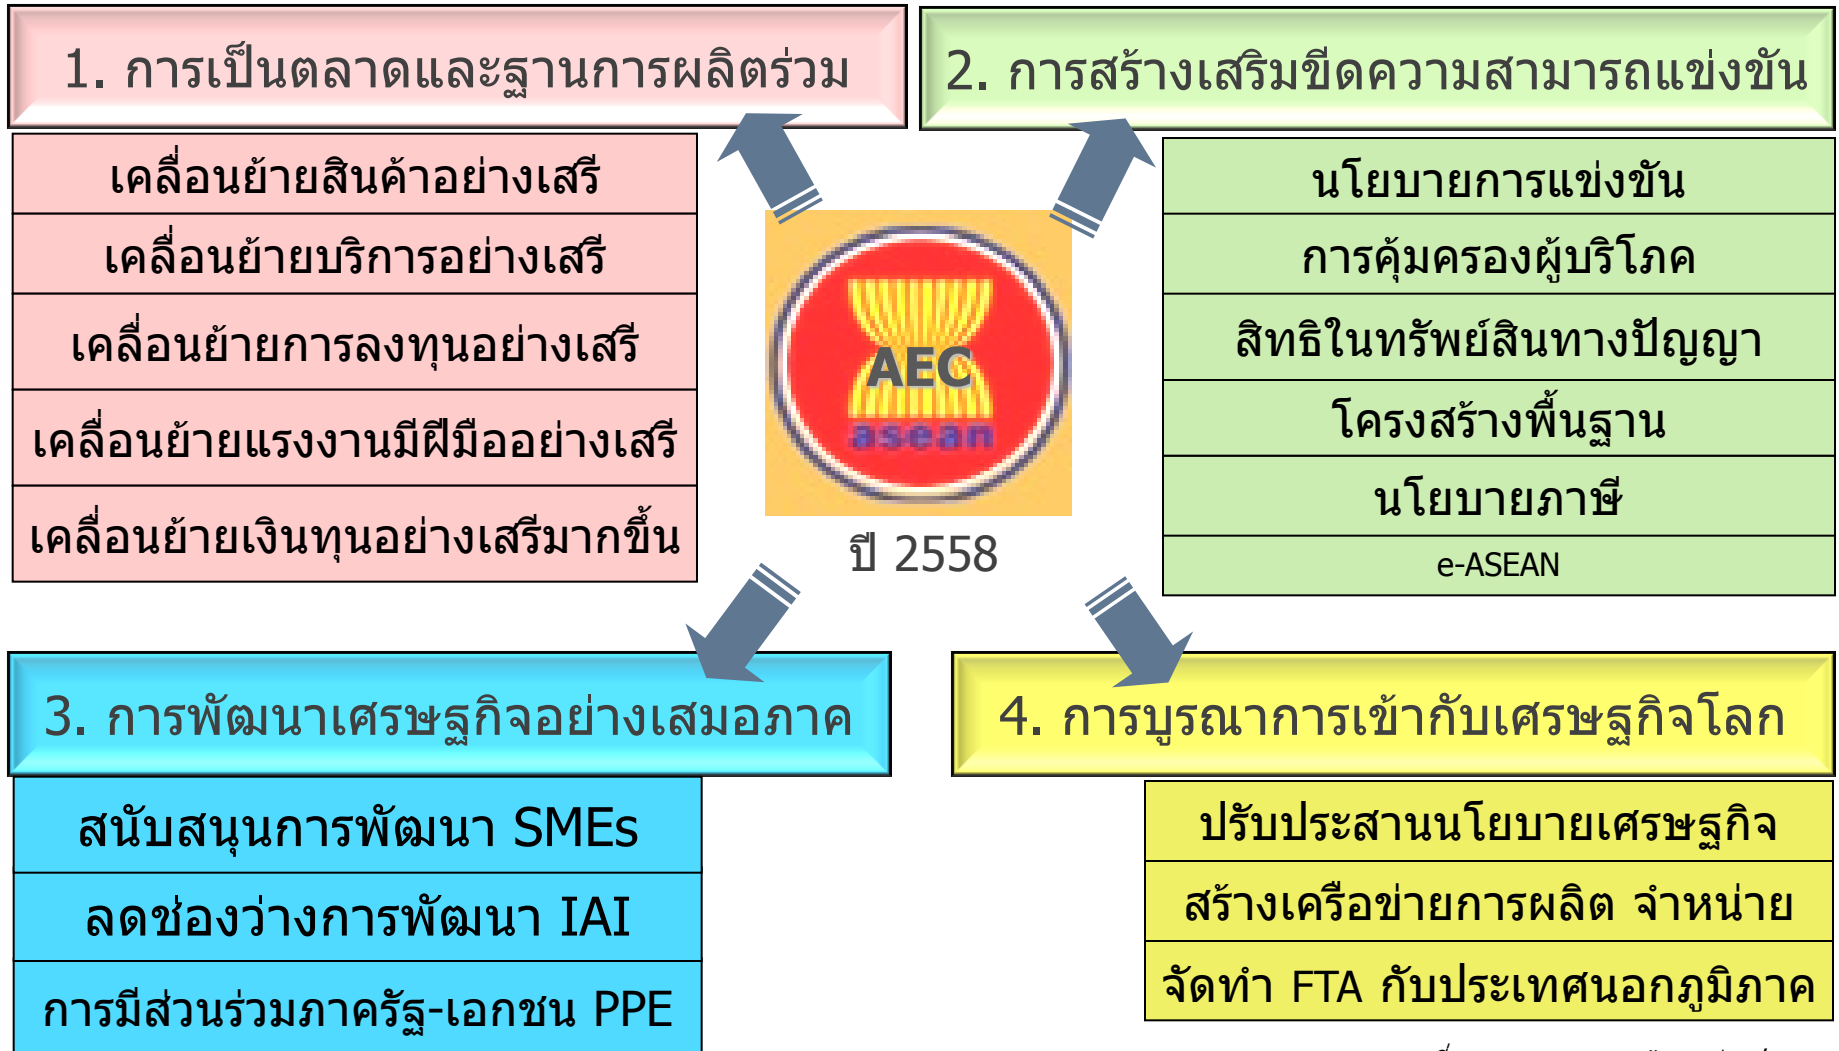 1. การเป็นตลาดและฐานการผลิตร่วม
เคลื่อนย้ายสินค้าอย่างเสรี
เคลื่อนย้ายบริการอย่างเสรี
เคลื่อนย้ายการลงทุนอย่างเสรี
เคลื่อนย้ายแรงงานมีฝีมืออย่างเสรี
เคลื่อนย้ายเงินทุนอย่างเสรีมากขึ้น
2. การสร้างเสริมขีดความสามารถแข่งขัน
นโยบายการแข่งขัน
การคุ้มครองผู้บริโภค
สิทธิในทรัพย์สินทางปัญญา
โครงสร้างพื้นฐาน
นโยบายภาษี
e-ASEAN
AEC
asean
ปี 2558
3. การพัฒนาเศรษฐกิจอย่างเสมอภาค
สนับสนุนการพัฒนา SMEs
ลดช่องว่างการพัฒนา IAI
การมีส่วนร่วมภาครัฐ-เอกชน PPE
4. การบูรณาการเข้ากับเศรษฐกิจโลก
ปรับประสานนโยบายเศรษฐกิจ
สร้างเครือข่ายการผลิต จำหน่าย
จัดทำ FTA กับประเทศนอกภูมิภาค